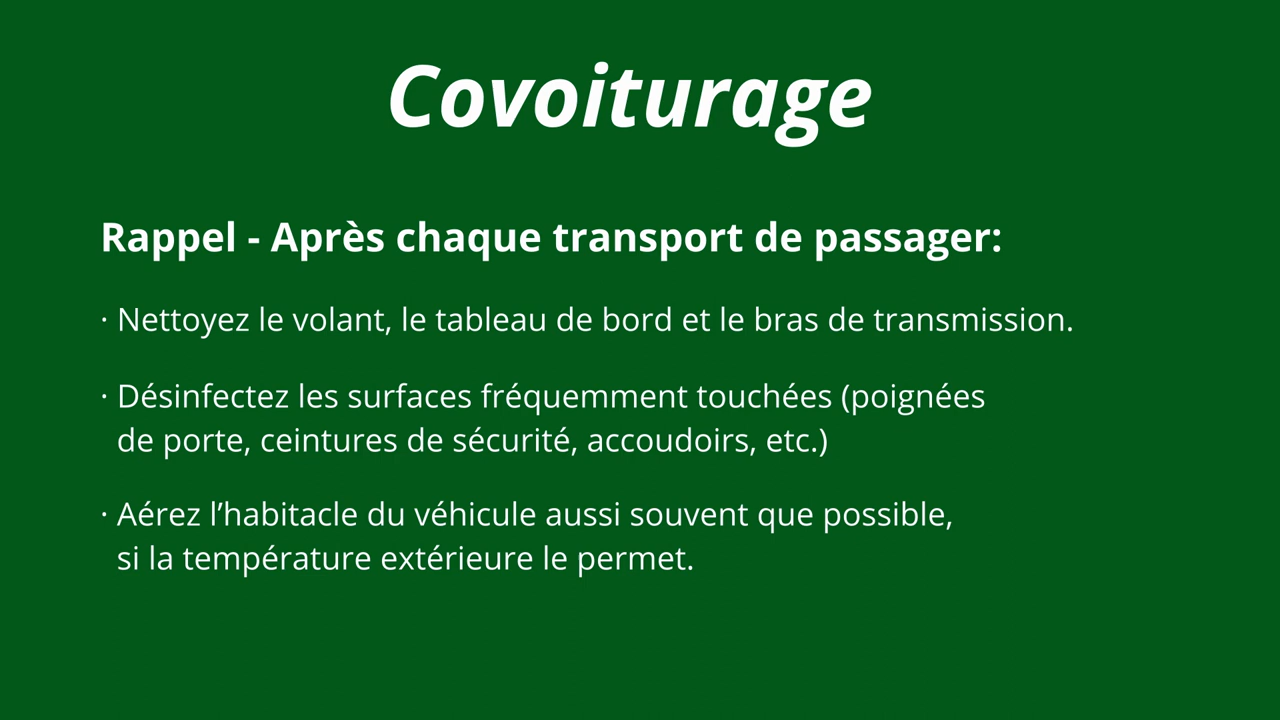 Covoiturage
Rappel - Après chaque transport de passager:
· Nettoyez le volant, le tableau de bord et le bras de transmission.
· Désinfectez les surfaces fréquemment touchées (poignées
de porte, ceintures de sécurité, accoudoirs, etc.)
· Aérez l’habitacle du véhicule aussi souvent que possible,
si la température extérieure le permet.